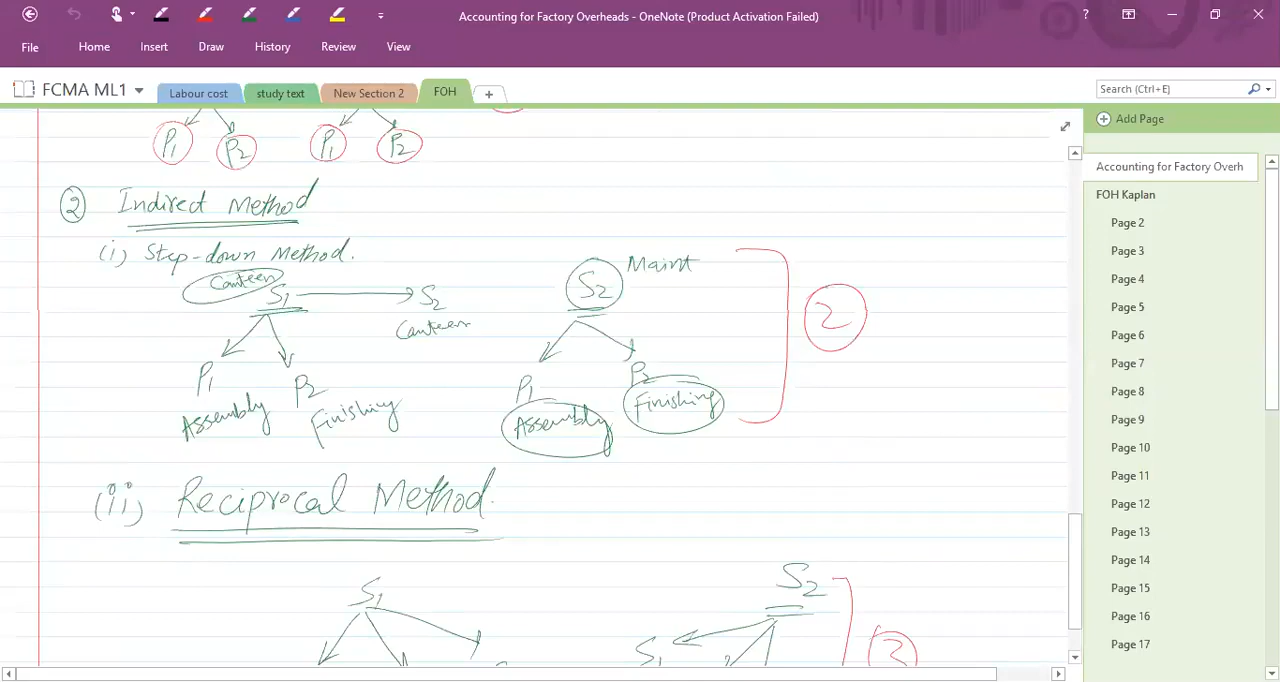 Accounting for Factory Overheads - OneNote (Product Activation Failed)
?
File Home Insert Draw History Review View
FCMA ML1
Labour cost study text New Section 2 FOH +
Search (Ctrl+E)
Add Page
Accounting for Factory Overh
FOH Kaplan
Page 2
Page 3
Page 4
Page 5
Page 6
Page 7
Page 8
Page 9
Page 10
Page 11
Page 12
Page 13
Page 14
Page 15
Page 16
Page 17
P1 P2 P1 P2
2 Indirect Method
(i) Step-down Method.
Canteen
S1 S2
Canteen
S2 Maint
2
P1 P2
Assembly Finishing
P1 P2
Assembly Finishing
(ii) Reciprocal Method.
S1 S2
S1
3